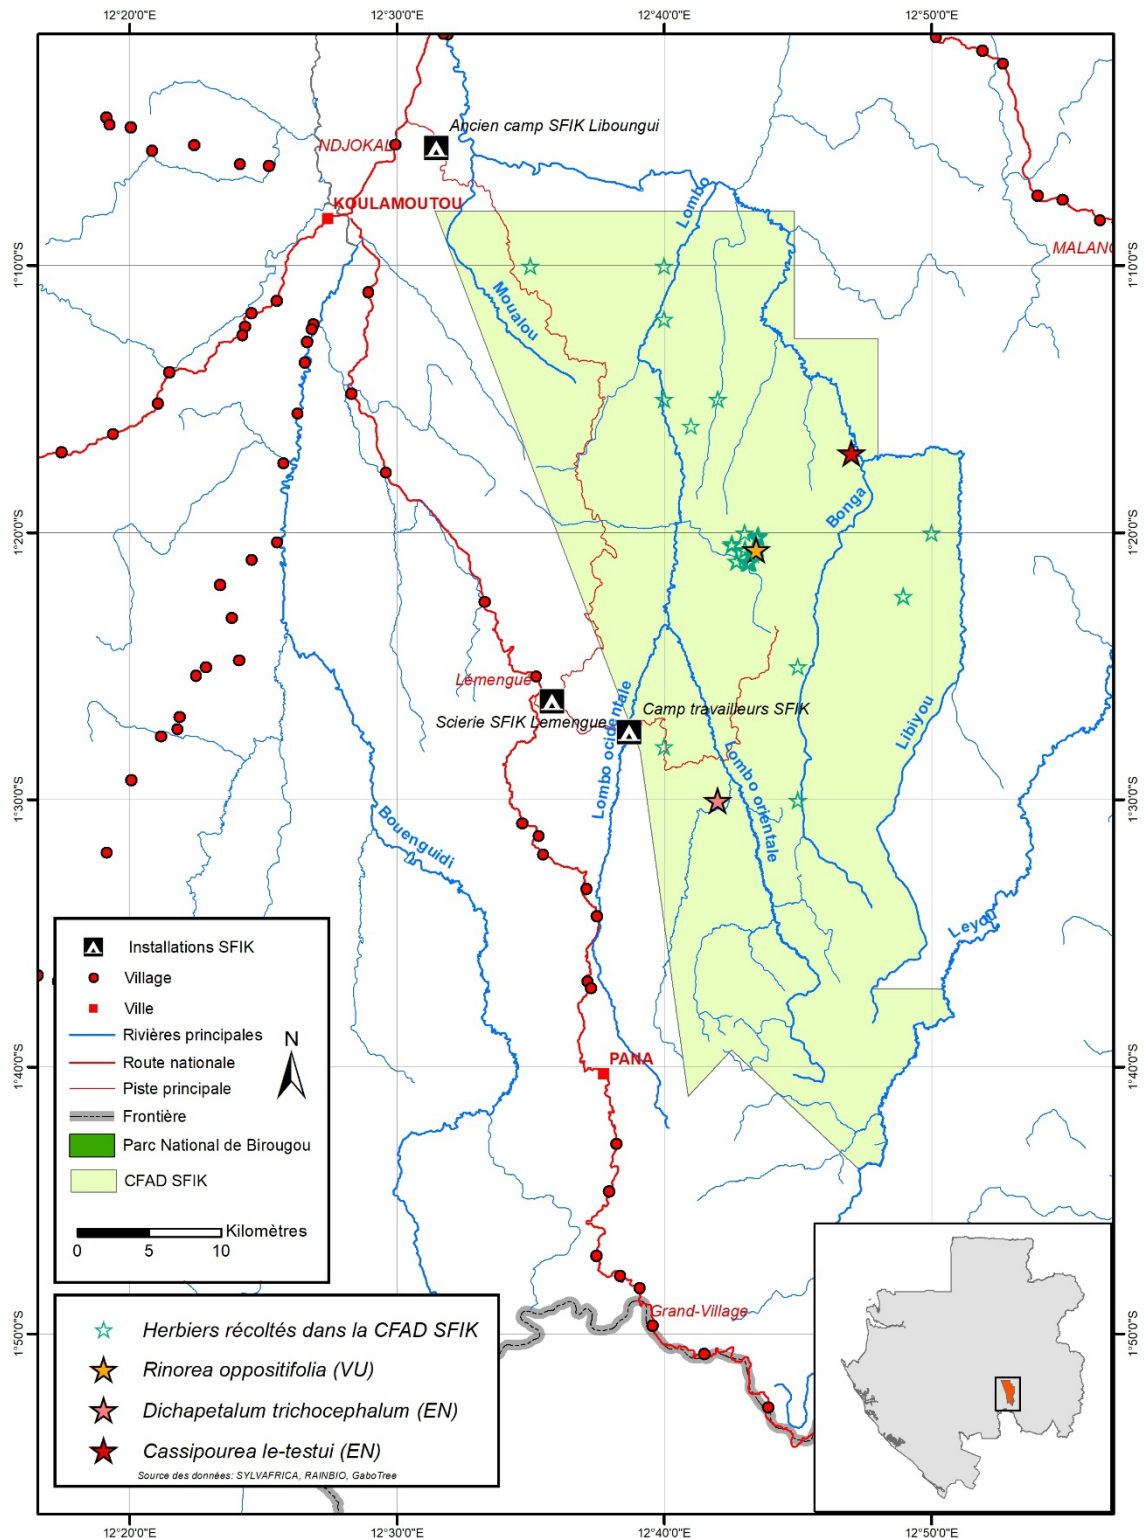 12°20'0"E
12°30'0"E
12°40'0"E
12°50'0"E
Ancien camp SFIK Liboungui
NDJOKAL
KOULAMOUTOU
Lombo
MALANG
1°10'0"S
1°10'0"S
Moualou
Bonga
1°20'0"S
1°20'0"S
Lémengué
Scierie SFIK Lemengue
Camp travailleurs SFIK
Lombo ocidentale
Lombo orientale
Libiyou
1°30'0"S
1°30'0"S
Bouenguidi
Leyou
Installations SFIK
Village
Ville
Rivières principales
Route nationale
Piste principale
Frontière
Parc National de Birougou
CFAD SFIK
N
Kilomètres
0 5 10
PANA
1°40'0"S
1°40'0"S
Grand-Village
1°50'0"S
1°50'0"S
Herbiers récoltés dans la CFAD SFIK
Rinorea oppositifolia (VU)
Dichapetalum trichocephalum (EN)
Cassipourea le-testui (EN)
Source des données: SYLVAFRICA, RAINBIO, GaboTree
12°20'0"E
12°30'0"E
12°40'0"E
12°50'0"E